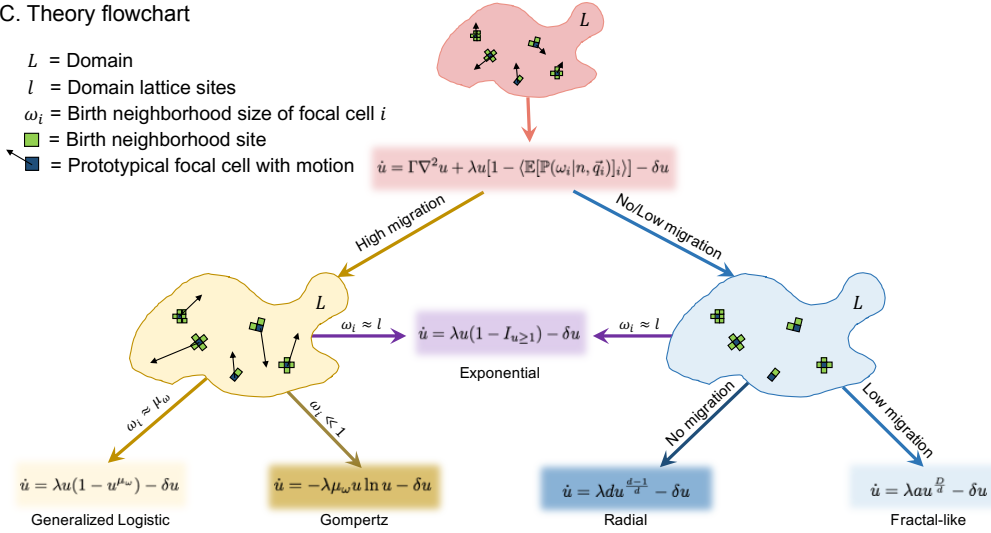 C. Theory flowchart
L
L = Domain
l = Domain lattice sites
ωᵢ = Birth neighborhood size of focal cell i
= Birth neighborhood site
= Prototypical focal cell with motion
u̇ = Γ∇²u + λu[1 − ⟨𝔼[ℙ(ωᵢ|n, q⃗ᵢ)]ᵢ⟩] − δu
High migration
No/Low migration
L
L
ωᵢ ≈ l
u̇ = λu(1 − I_{u≥1}) − δu
ωᵢ ≈ l
Exponential
ωᵢ ≈ μ_ω
ωᵢ ≪ 1
No migration
Low migration
u̇ = λu(1 − u^{μ_ω}) − δu
u̇ = −λμ_ω u ln u − δu
u̇ = λdu^{\frac{d−1}{d}} − δu
u̇ = λau^{\frac{D}{d}} − δu
Generalized Logistic
Gompertz
Radial
Fractal-like